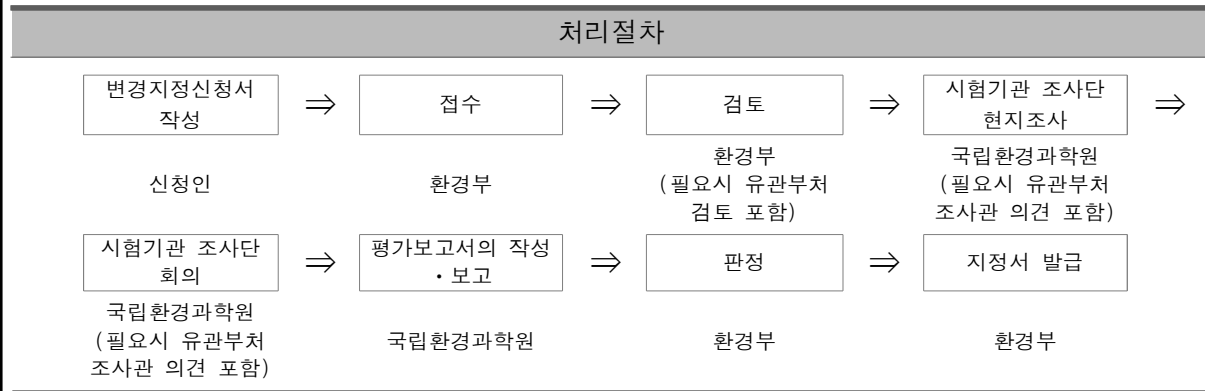 처리절차
변경지정신청서
작성
⇒
접수
⇒
검토
⇒
시험기관 조사단
현지조사
⇒
신청인
환경부
환경부
(필요시 유관부처
검토 포함)
국립환경과학원
(필요시 유관부처
조사관 의견 포함)
시험기관 조사단
회의
⇒
평가보고서의 작성
・보고
⇒
판정
⇒
지정서 발급
국립환경과학원
(필요시 유관부처
조사관 의견 포함)
국립환경과학원
환경부
환경부